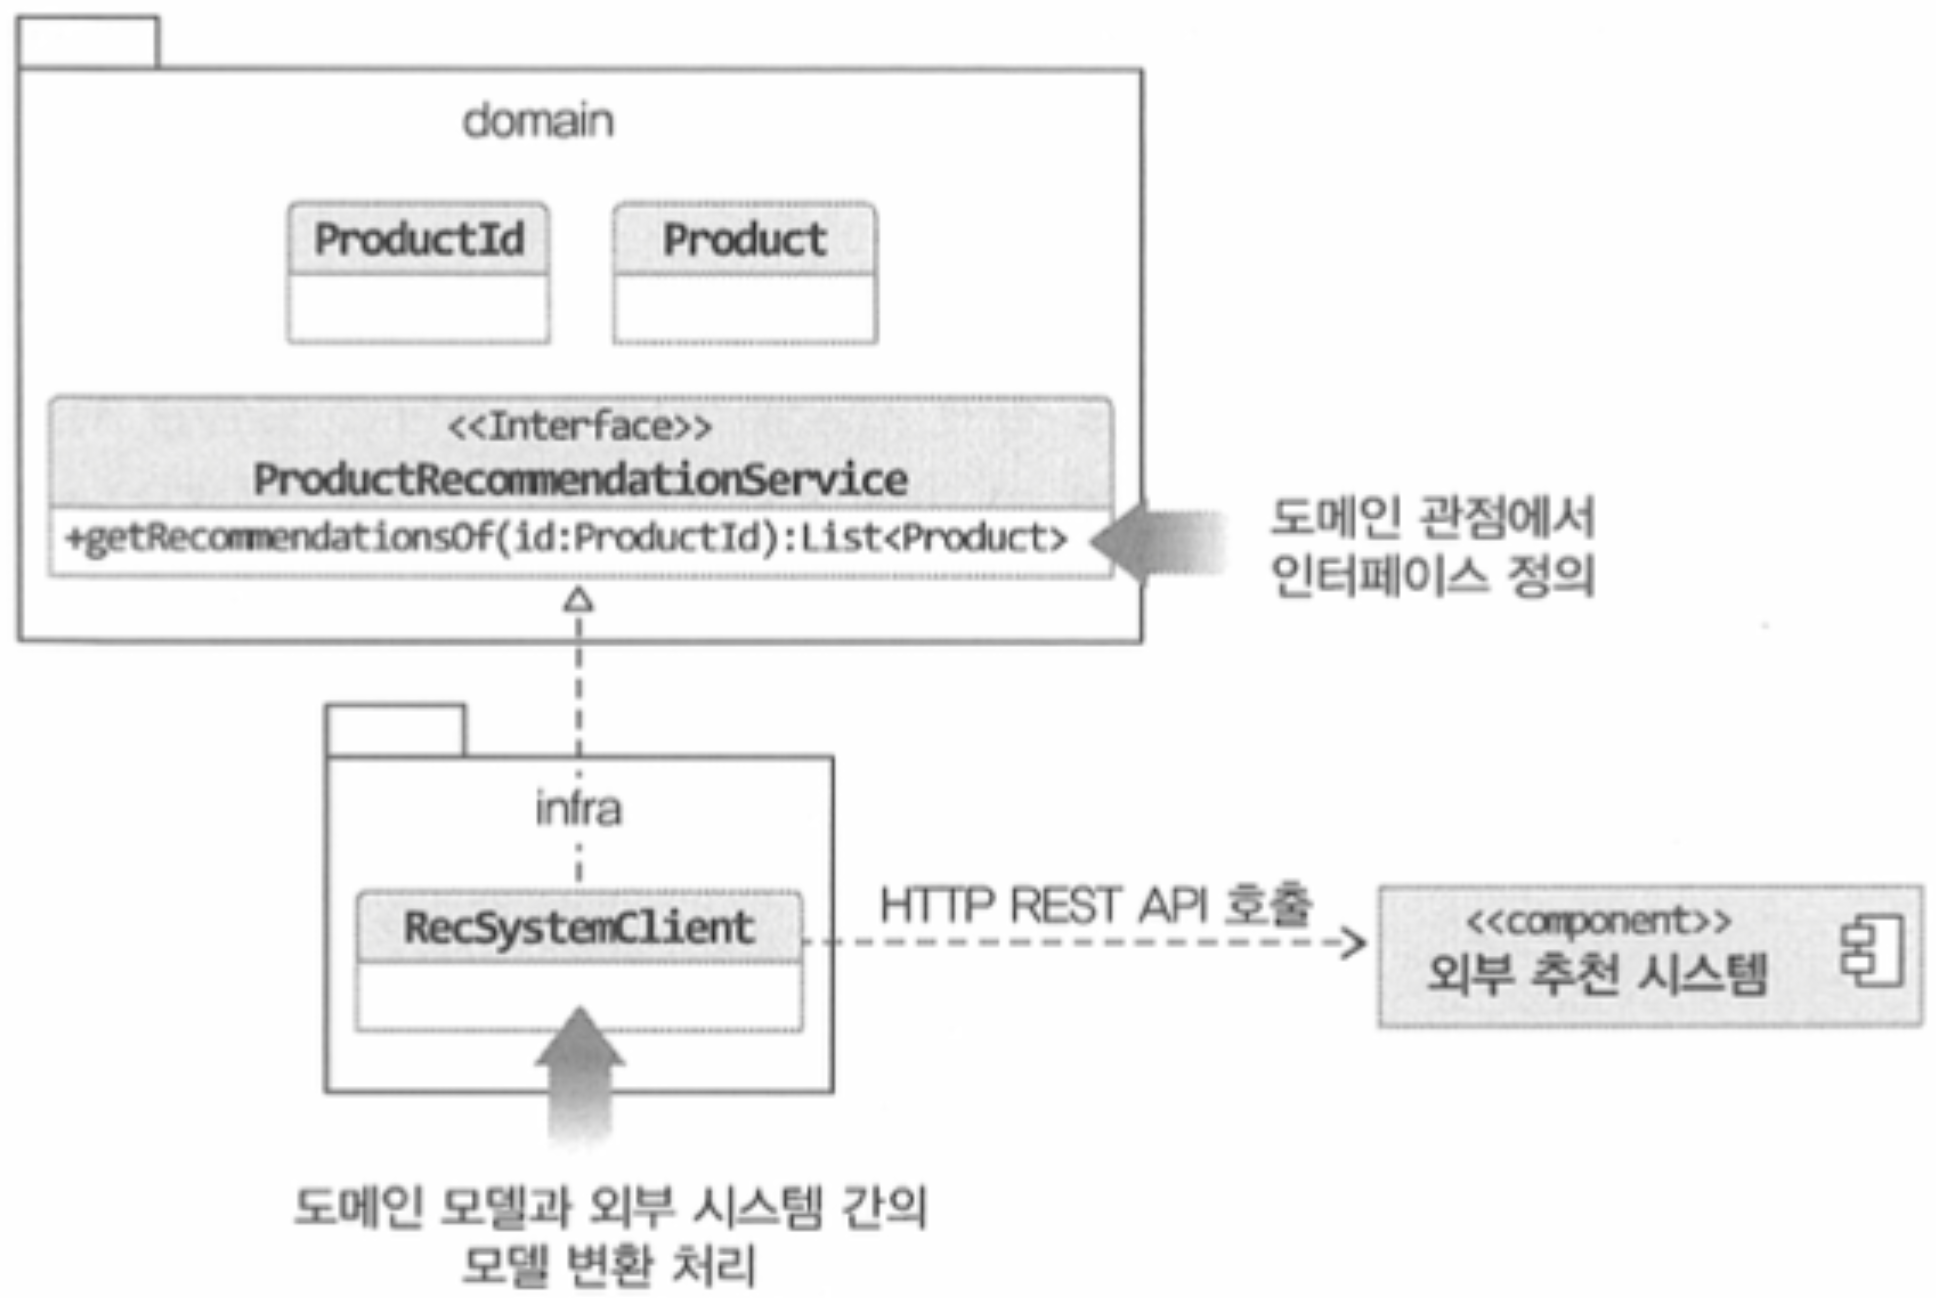 domain
ProductId
Product
<<Interface>>
ProductRecommendationService
+getRecommendationsOf(id:ProductId):List<Product>
도메인 관점에서
인터페이스 정의
infra
RecSystemClient
HTTP REST API 호출
<<component>>
외부 추천 시스템
도메인 모델과 외부 시스템 간의
모델 변환 처리